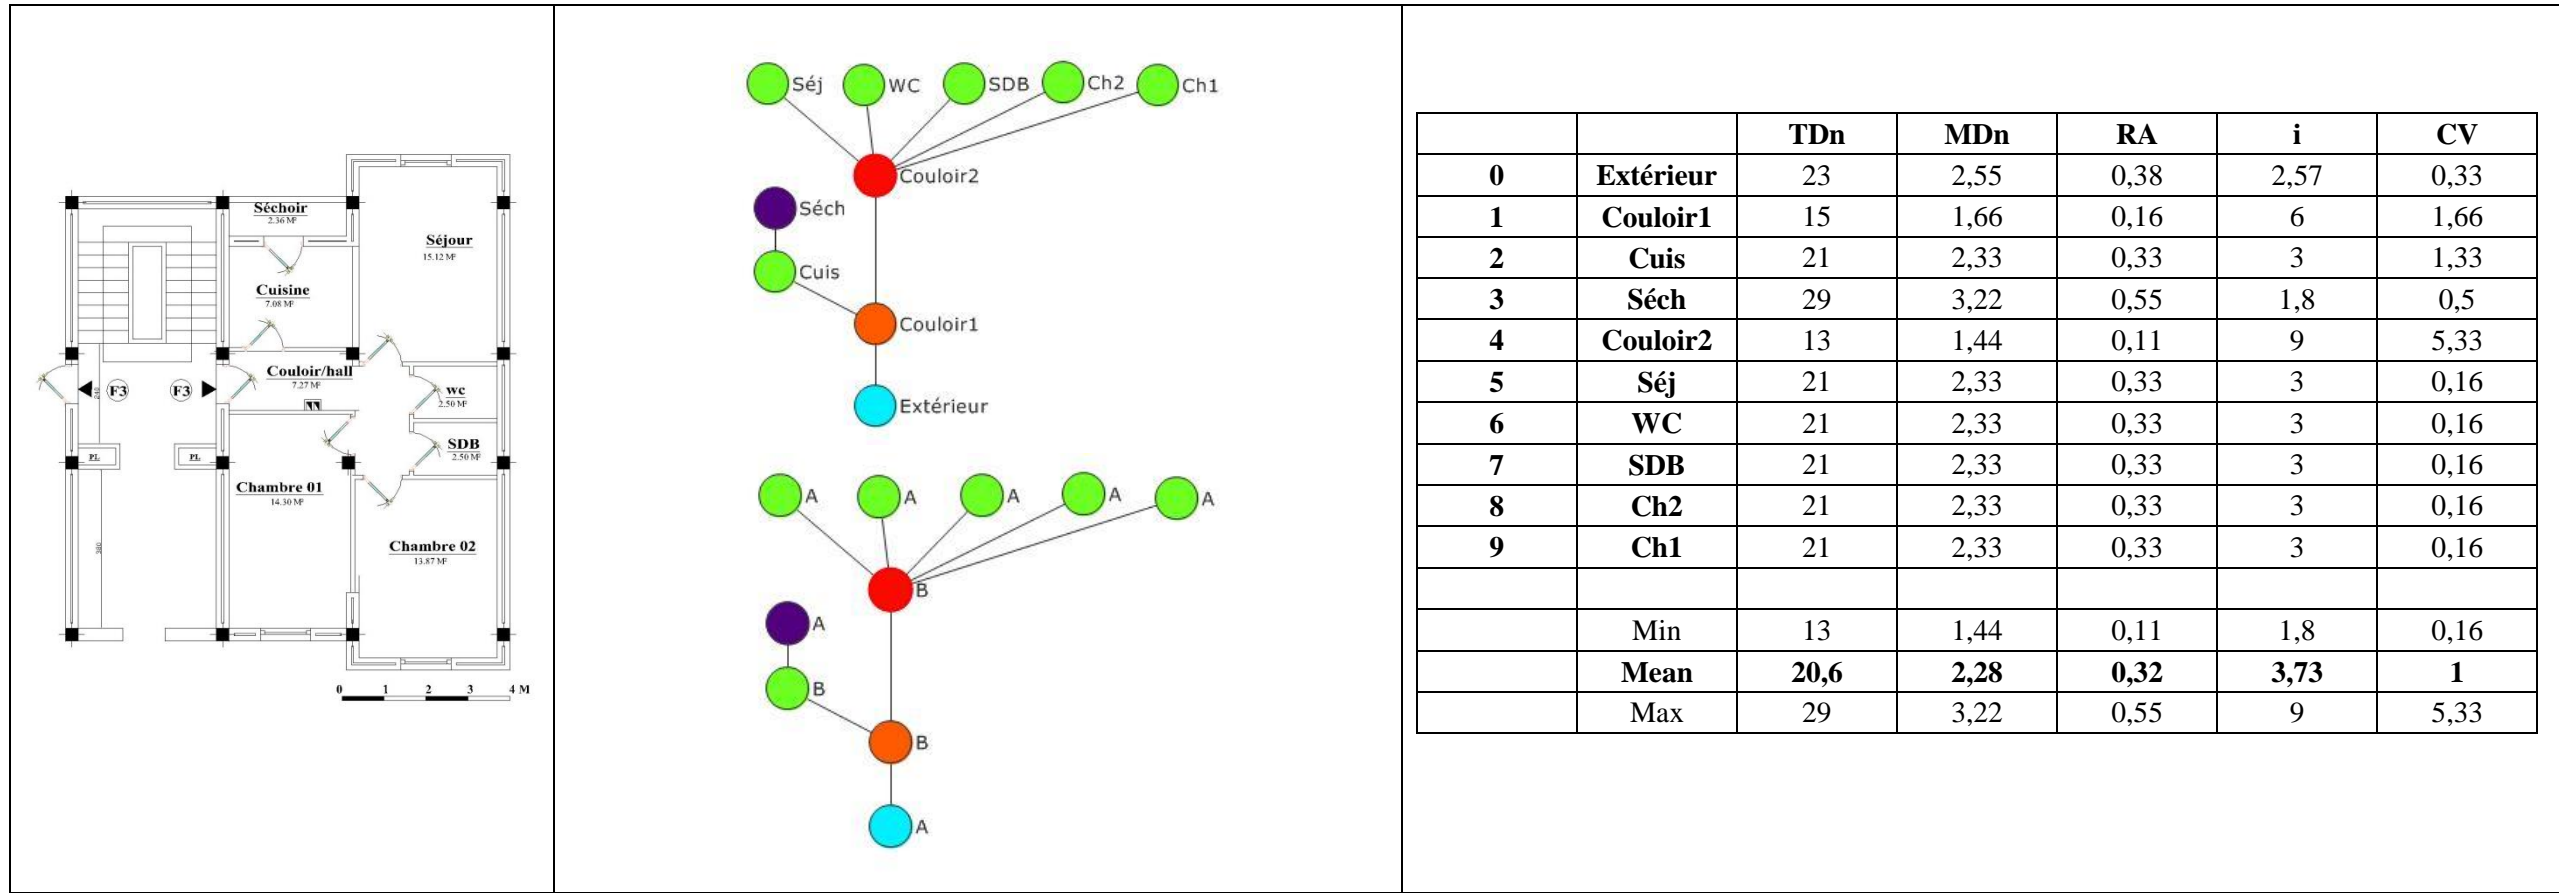 Séchoir
2.36 M²
Séjour
15.12 M²
Cuisine
7.08 M²
Couloir/hall
7.27 M²
F3
F3
wc
2.50 M²
SDB
2.50 M²
PL
PL
Chambre 01
14.30 M²
Chambre 02
13.87 M²
380
0 1 2 3 4 M
Séj WC SDB Ch2 Ch1
Couloir2
Séch
Cuis
Couloir1
Extérieur
A A A A A
B
A
B
B
A
TDn MDn RA i CV
0 Extérieur 23 2,55 0,38 2,57 0,33
1 Couloir1 15 1,66 0,16 6 1,66
2 Cuis 21 2,33 0,33 3 1,33
3 Séch 29 3,22 0,55 1,8 0,5
4 Couloir2 13 1,44 0,11 9 5,33
5 Séj 21 2,33 0,33 3 0,16
6 WC 21 2,33 0,33 3 0,16
7 SDB 21 2,33 0,33 3 0,16
8 Ch2 21 2,33 0,33 3 0,16
9 Ch1 21 2,33 0,33 3 0,16
Min 13 1,44 0,11 1,8 0,16
Mean 20,6 2,28 0,32 3,73 1
Max 29 3,22 0,55 9 5,33